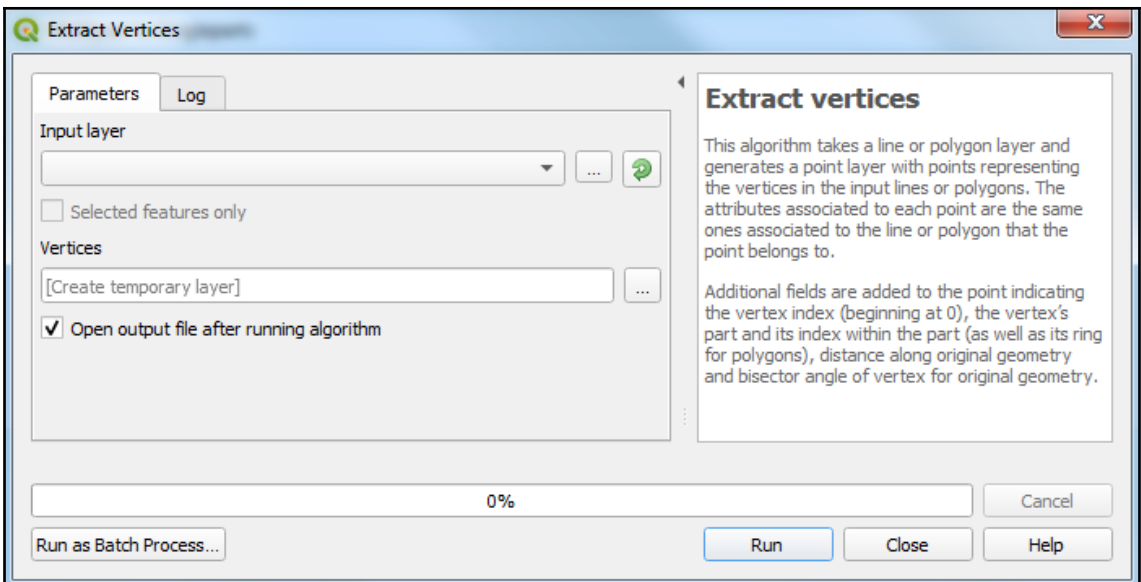 Extract Vertices
Parameters
Log
Input layer
...
Selected features only
Vertices
[Create temporary layer]
...
✓ Open output file after running algorithm
Extract vertices
This algorithm takes a line or polygon layer and
generates a point layer with points representing
the vertices in the input lines or polygons. The
attributes associated to each point are the same
ones associated to the line or polygon that the
point belongs to.
Additional fields are added to the point indicating
the vertex index (beginning at 0), the vertex's
part and its index within the part (as well as its ring
for polygons), distance along original geometry
and bisector angle of vertex for original geometry.
0%
Cancel
Run as Batch Process...
Run
Close
Help